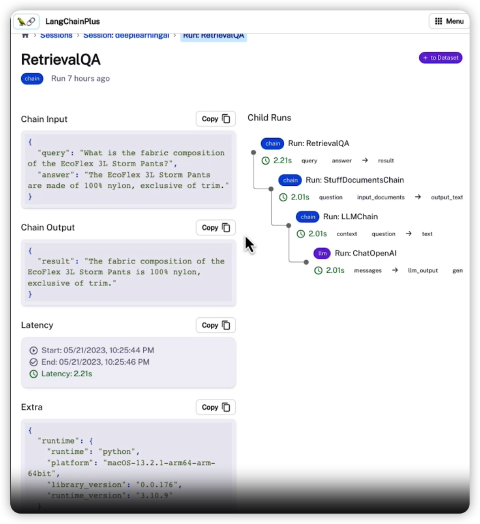 LangChainPlus
Menu
Sessions > Session: deeplearningai > Run: RetrievalQA
RetrievalQA
+ to Dataset
chain Run 7 hours ago
Chain Input
Copy
{
"query": "What is the fabric composition
of the EcoFlex 3L Storm Pants?",
"answer": "The EcoFlex 3L Storm Pants
are made of 100% nylon, exclusive of trim."
}
Chain Output
Copy
{
"result": "The fabric composition of the
EcoFlex 3L Storm Pants is 100% nylon,
exclusive of trim."
}
Latency
Copy
Start: 05/21/2023, 10:25:44 PM
End: 05/21/2023, 10:25:46 PM
Latency: 2.21s
Extra
Copy
{
"runtime": {
"runtime": "python",
"platform": "macOS-13.2.1-arm64-arm-
64bit",
"library_version": "0.0.176",
"runtime_version": "3.10.9"
Child Runs
chain Run: RetrievalQA
2.21s query answer → result
chain Run: StuffDocumentsChain
2.01s question input_documents → output_text
chain Run: LLMChain
2.01s context question → text
llm Run: ChatOpenAI
2.01s messages → llm_output gen